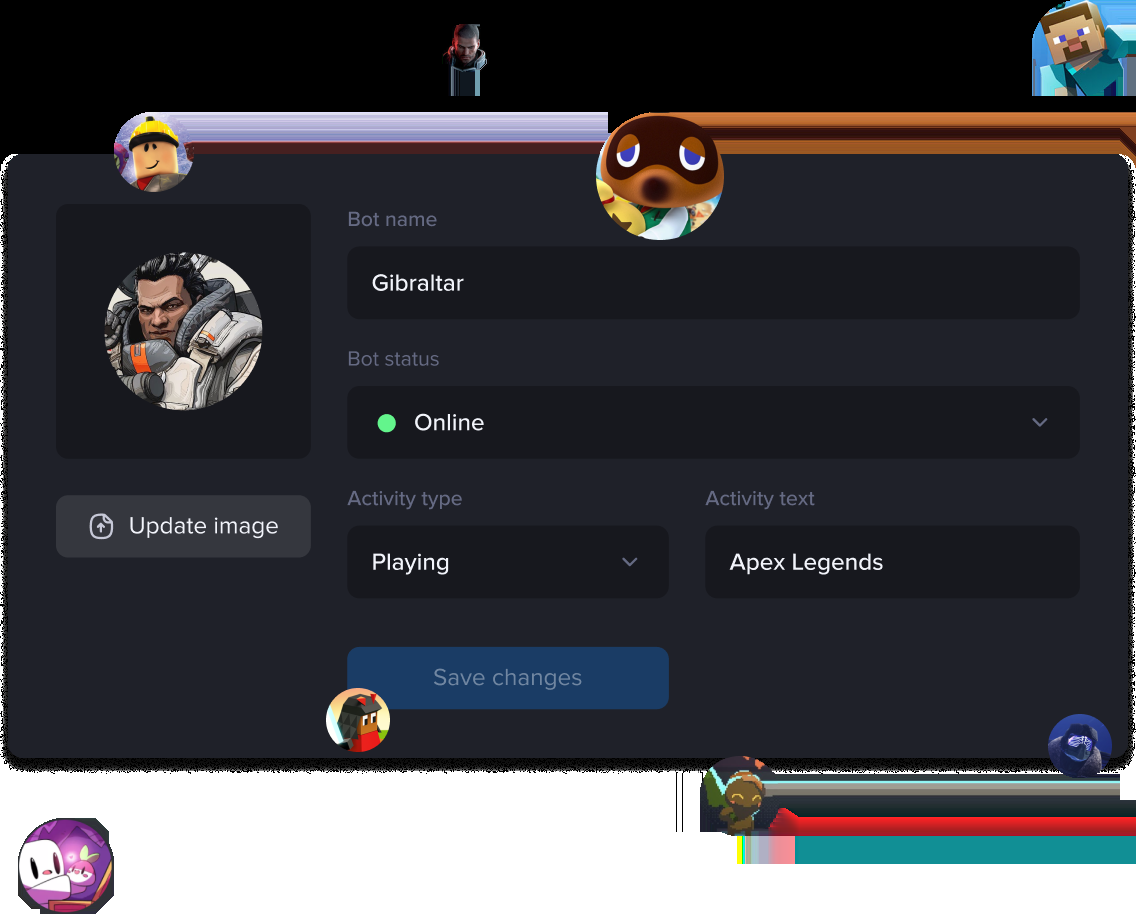 Bot name
Gibraltar
Bot status
Online
Update image
Activity type
Activity text
Playing
Apex Legends
Save changes